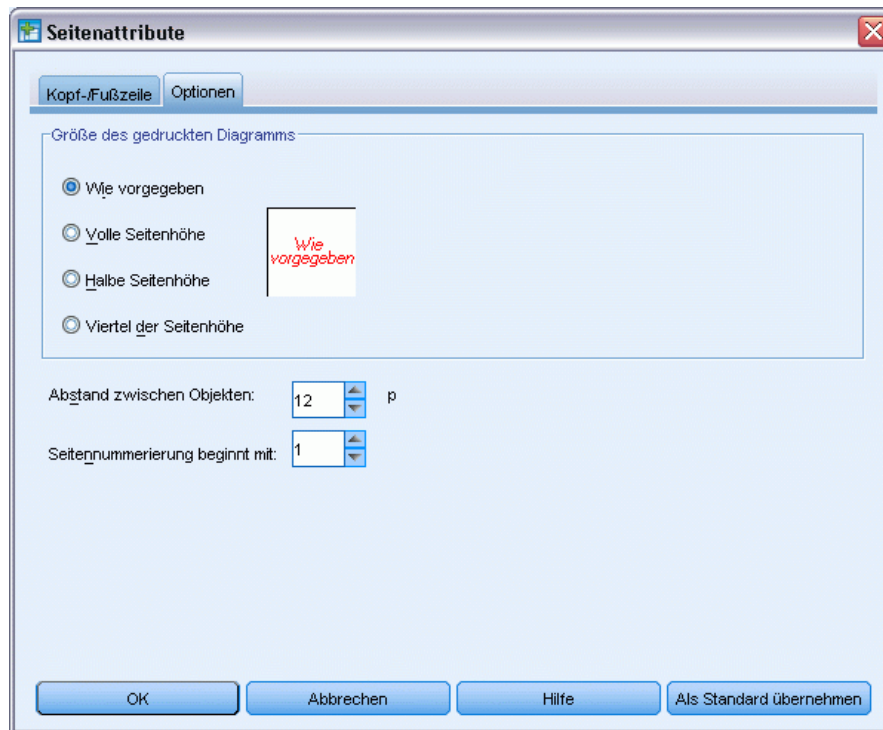 Seitenattribute
Kopf-/Fußzeile Optionen
Größe des gedruckten Diagramms
Wie vorgegeben
Volle Seitenhöhe
Wie
vorgegeben
Halbe Seitenhöhe
Viertel der Seitenhöhe
Abstand zwischen Objekten: 12 p
Seitennummerierung beginnt mit: 1
OK Abbrechen Hilfe Als Standard übernehmen